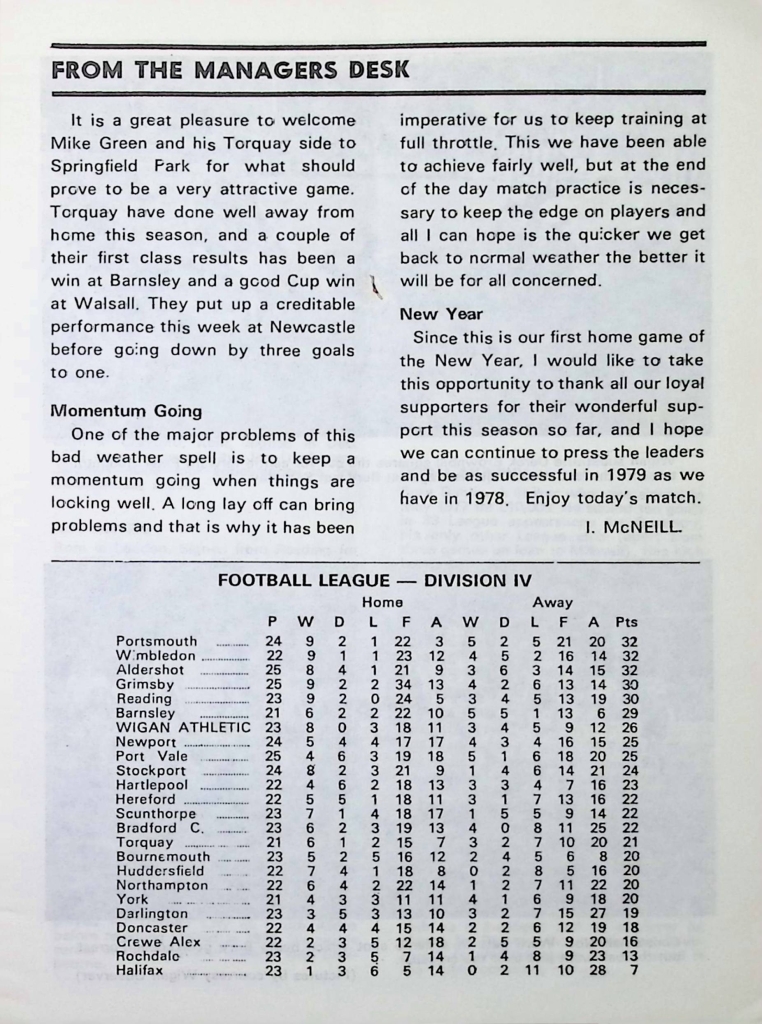 FROM THE MANAGERS DESK
It is a great pleasure to welcome
Mike Green and his Torquay side to
Springfield Park for what should
prove to be a very attractive game.
Torquay have done well away from
home this season, and a couple of
their first class results has been a
win at Barnsley and a good Cup win
at Walsall. They put up a creditable
performance this week at Newcastle
before going down by three goals
to one.
Momentum Going
One of the major problems of this
bad weather spell is to keep a
momentum going when things are
looking well. A long lay off can bring
problems and that is why it has been
imperative for us to keep training at
full throttle. This we have been able
to achieve fairly well, but at the end
of the day match practice is neces-
sary to keep the edge on players and
all I can hope is the quicker we get
back to normal weather the better it
will be for all concerned.
New Year
Since this is our first home game of
the New Year, I would like to take
this opportunity to thank all our loyal
supporters for their wonderful sup-
port this season so far, and I hope
we can continue to press the leaders
and be as successful in 1979 as we
have in 1978. Enjoy today's match.
I. McNEILL
FOOTBALL LEAGUE — DIVISION IV
Home Away
P W D L F A W D L F A Pts
Portsmouth ........ 24 9 2 1 22 3 5 2 5 21 20 32
Wimbledon ........ 22 9 1 1 23 12 4 5 2 16 14 32
Aldershot ........ 25 8 4 1 21 9 3 6 3 14 15 32
Grimsby ........ 25 9 2 2 34 13 4 2 6 13 14 30
Reading ........ 23 9 2 0 24 5 3 4 5 13 19 30
Barnsley ........ 21 6 2 2 22 10 5 5 1 13 6 29
WIGAN ATHLETIC 23 8 0 3 18 11 3 4 5 9 12 26
Newport ........ 24 5 4 4 17 17 4 3 4 16 15 25
Port Vale ........ 25 4 6 3 19 18 5 1 6 18 20 25
Stockport ........ 24 8 2 3 21 9 1 4 6 14 21 24
Hartlepool ........ 22 4 6 2 18 13 3 3 4 7 16 23
Hereford ........ 22 5 5 1 18 11 3 1 7 13 16 22
Scunthorpe ........ 23 7 1 4 18 17 1 5 5 9 14 22
Bradford C. ........ 23 6 2 3 19 13 4 0 8 11 25 22
Torquay ........ 21 6 1 2 15 7 3 2 7 10 20 21
Bournemouth ........ 23 5 2 5 16 12 2 4 5 6 8 20
Huddersfield ........ 22 7 4 1 18 8 0 2 8 5 16 20
Northampton ........ 22 6 4 2 22 14 1 2 7 11 22 20
York ........ 21 4 3 3 11 11 4 1 6 9 18 20
Darlington ........ 23 3 5 3 13 10 3 2 7 15 27 19
Doncaster ........ 22 4 4 4 15 14 2 2 6 12 19 18
Crewe Alex ........ 22 2 3 5 12 18 2 5 5 9 20 16
Rochdale ........ 23 2 3 5 7 14 1 4 8 9 23 13
Halifax ........ 23 1 3 6 5 14 0 2 11 10 28 7